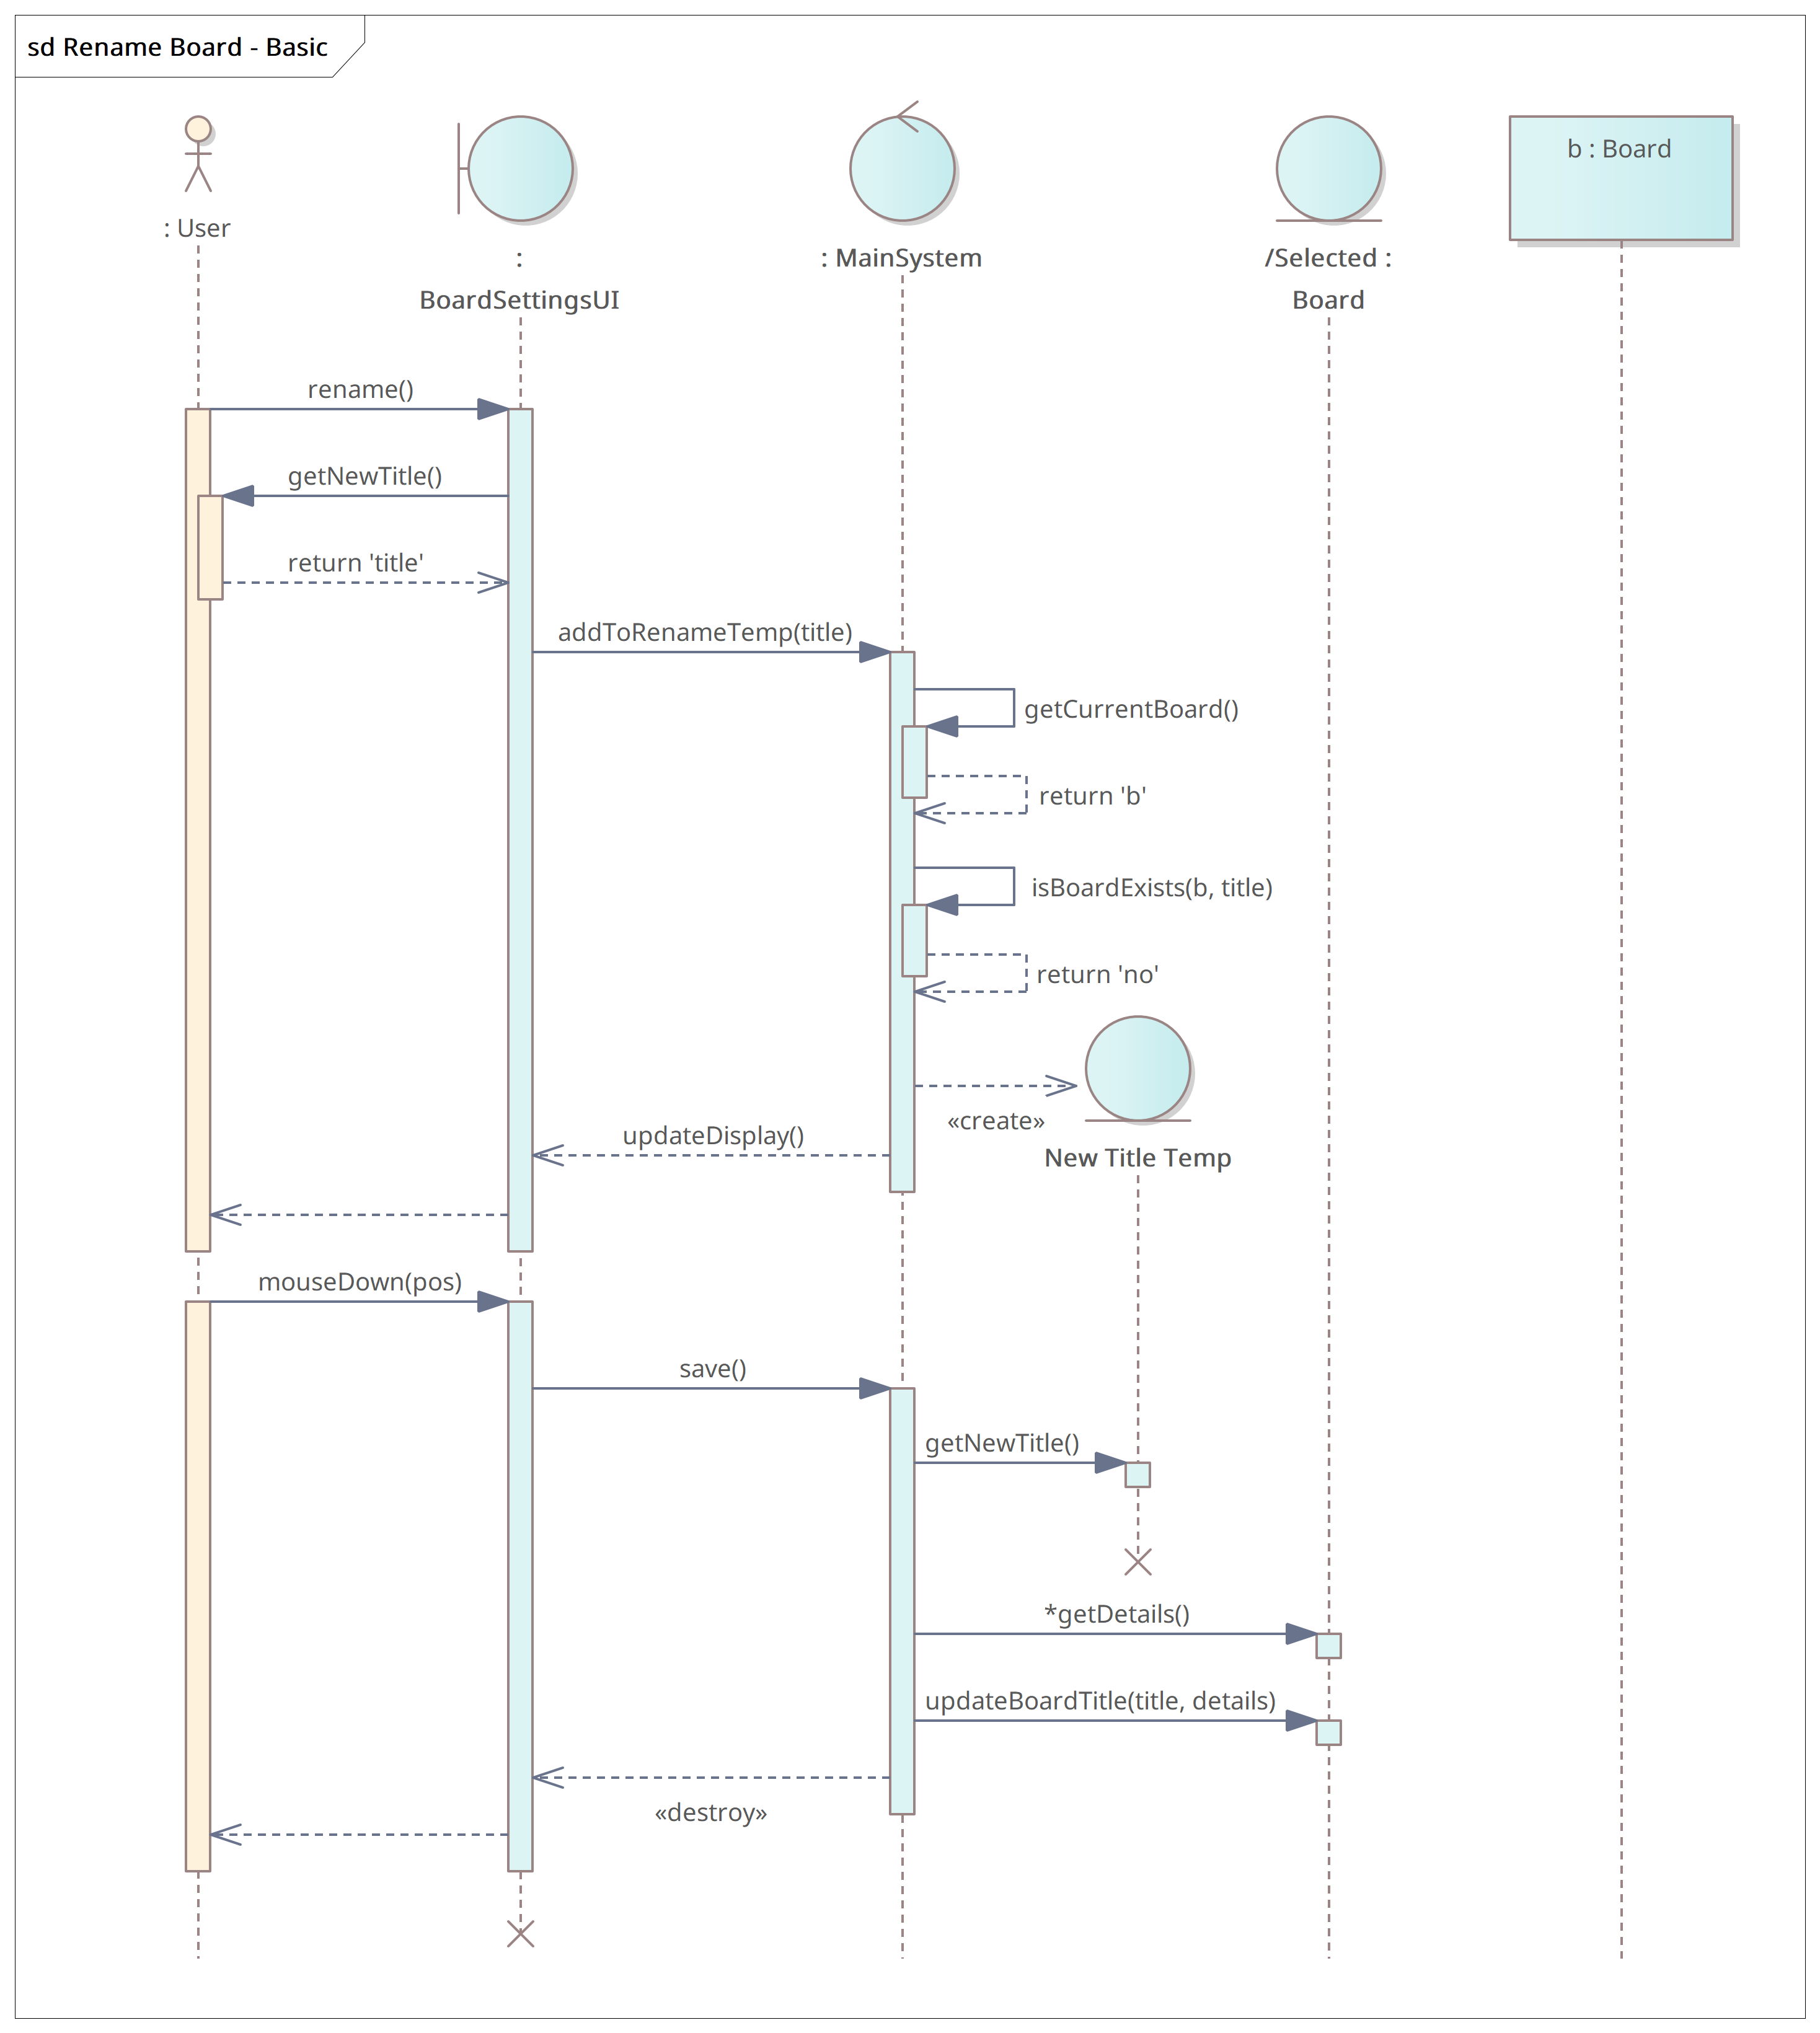 sd Rename Board - Basic
: User
:
BoardSettingsUI
: MainSystem
/Selected :
Board
b : Board
rename()
getNewTitle()
return 'title'
addToRenameTemp(title)
getCurrentBoard()
return 'b'
isBoardExists(b, title)
return 'no'
«create»
New Title Temp
updateDisplay()
mouseDown(pos)
save()
getNewTitle()
*getDetails()
updateBoardTitle(title, details)
«destroy»